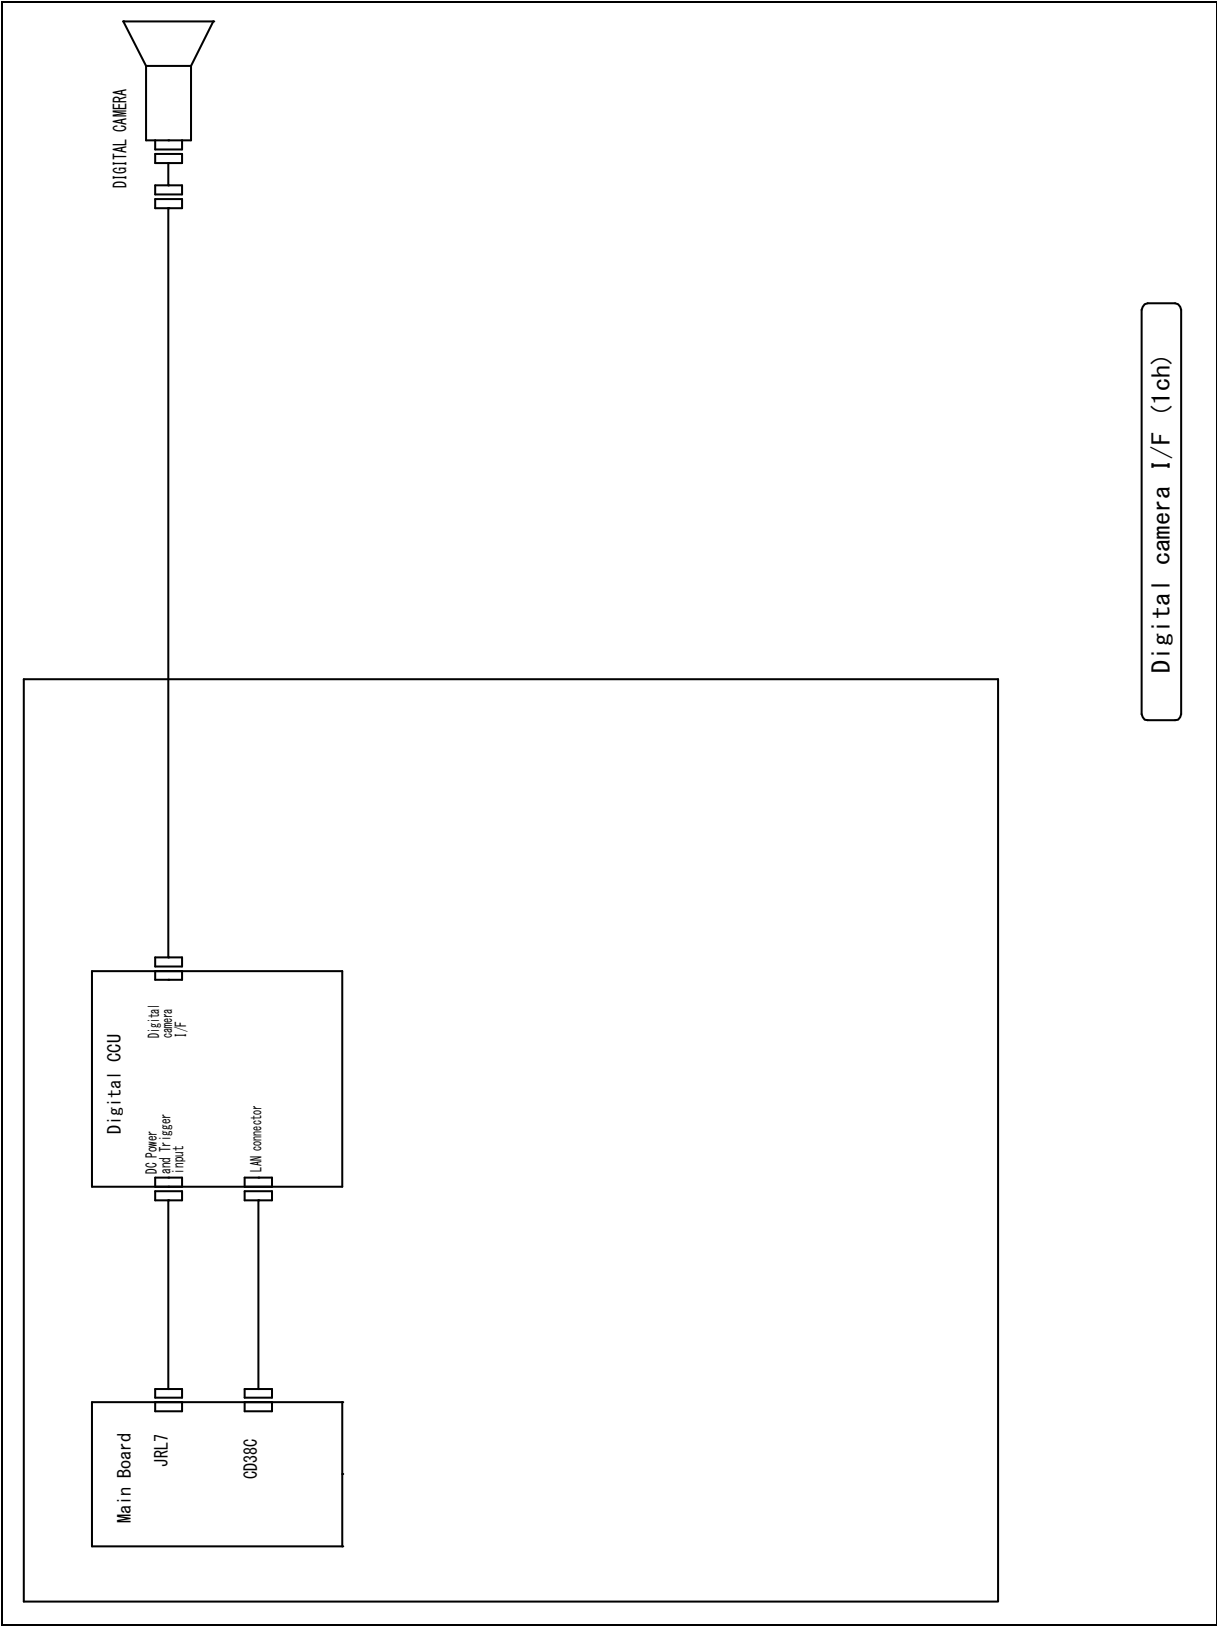 Main Board
JRL7
CD38C
Digital CCU
DC Power
and Trigger
input
LAN connector
Digital
camera
I/F
DIGITAL CAMERA
Digital camera I/F (1ch)